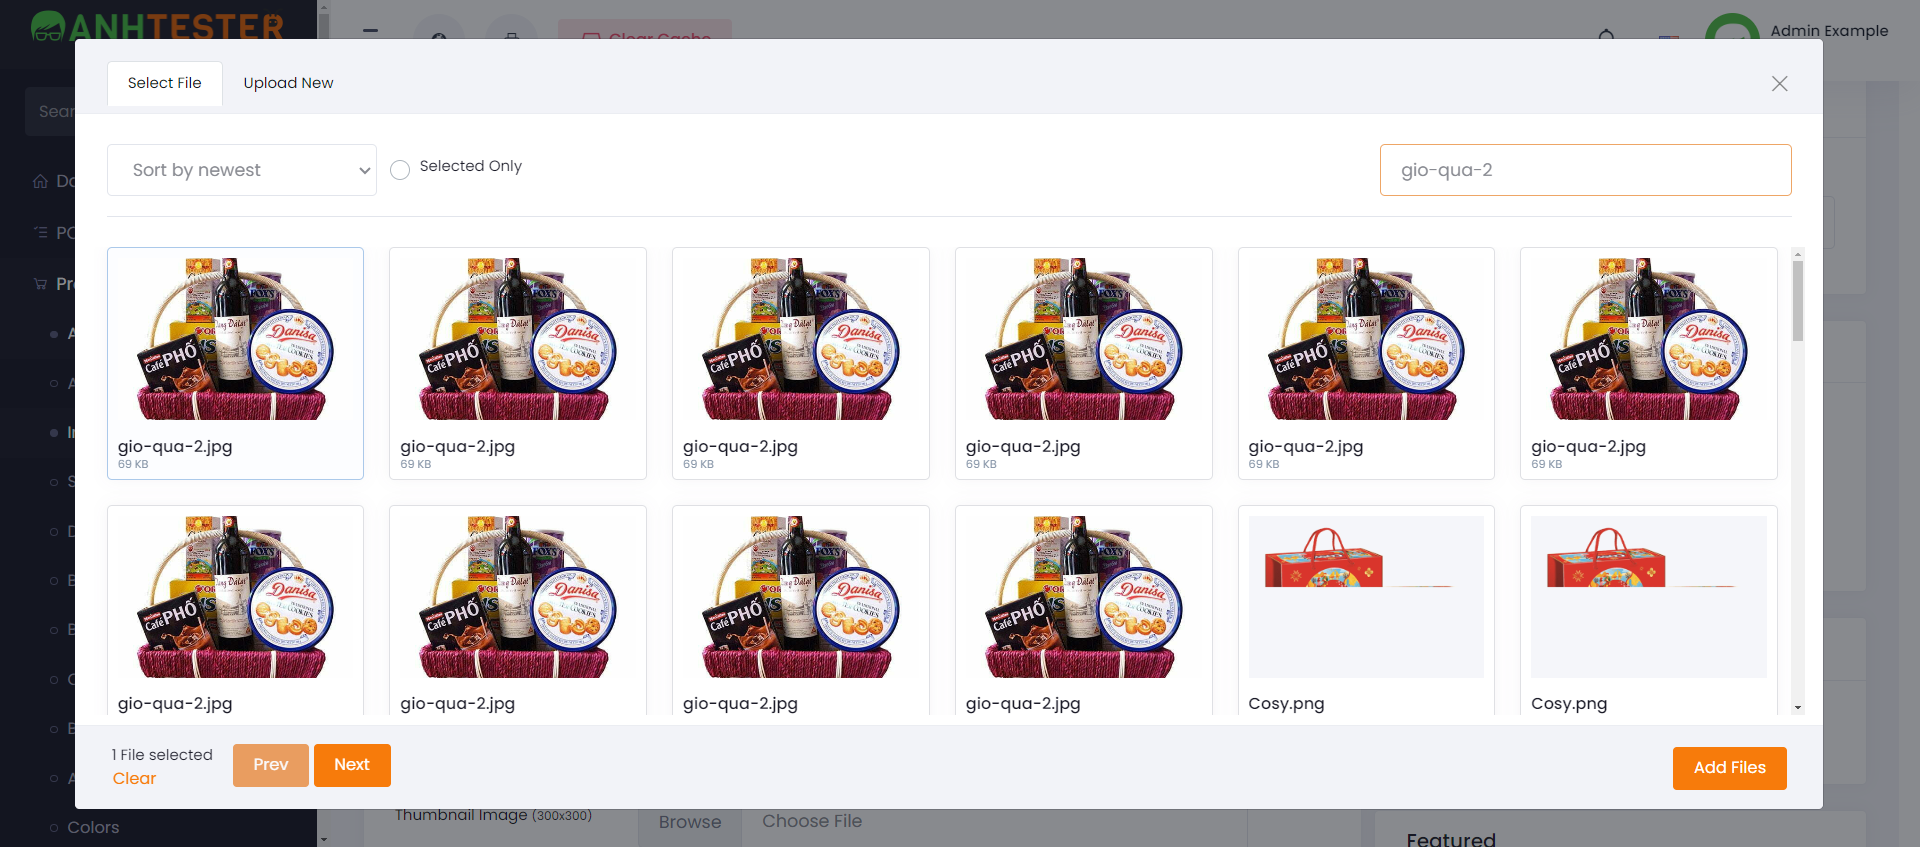 ANHTESTER
Clear Cache
Admin Example
Select File
Upload New
Sort by newest
Selected Only
gio-qua-2
gio-qua-2.jpg
69 KB
gio-qua-2.jpg
69 KB
gio-qua-2.jpg
69 KB
gio-qua-2.jpg
69 KB
gio-qua-2.jpg
69 KB
gio-qua-2.jpg
69 KB
gio-qua-2.jpg
gio-qua-2.jpg
gio-qua-2.jpg
gio-qua-2.jpg
Cosy.png
Cosy.png
1 File selected
Clear
Prev
Next
Add Files
Colors
Thumbnail Image (300x300)
Browse
Choose File
Featured